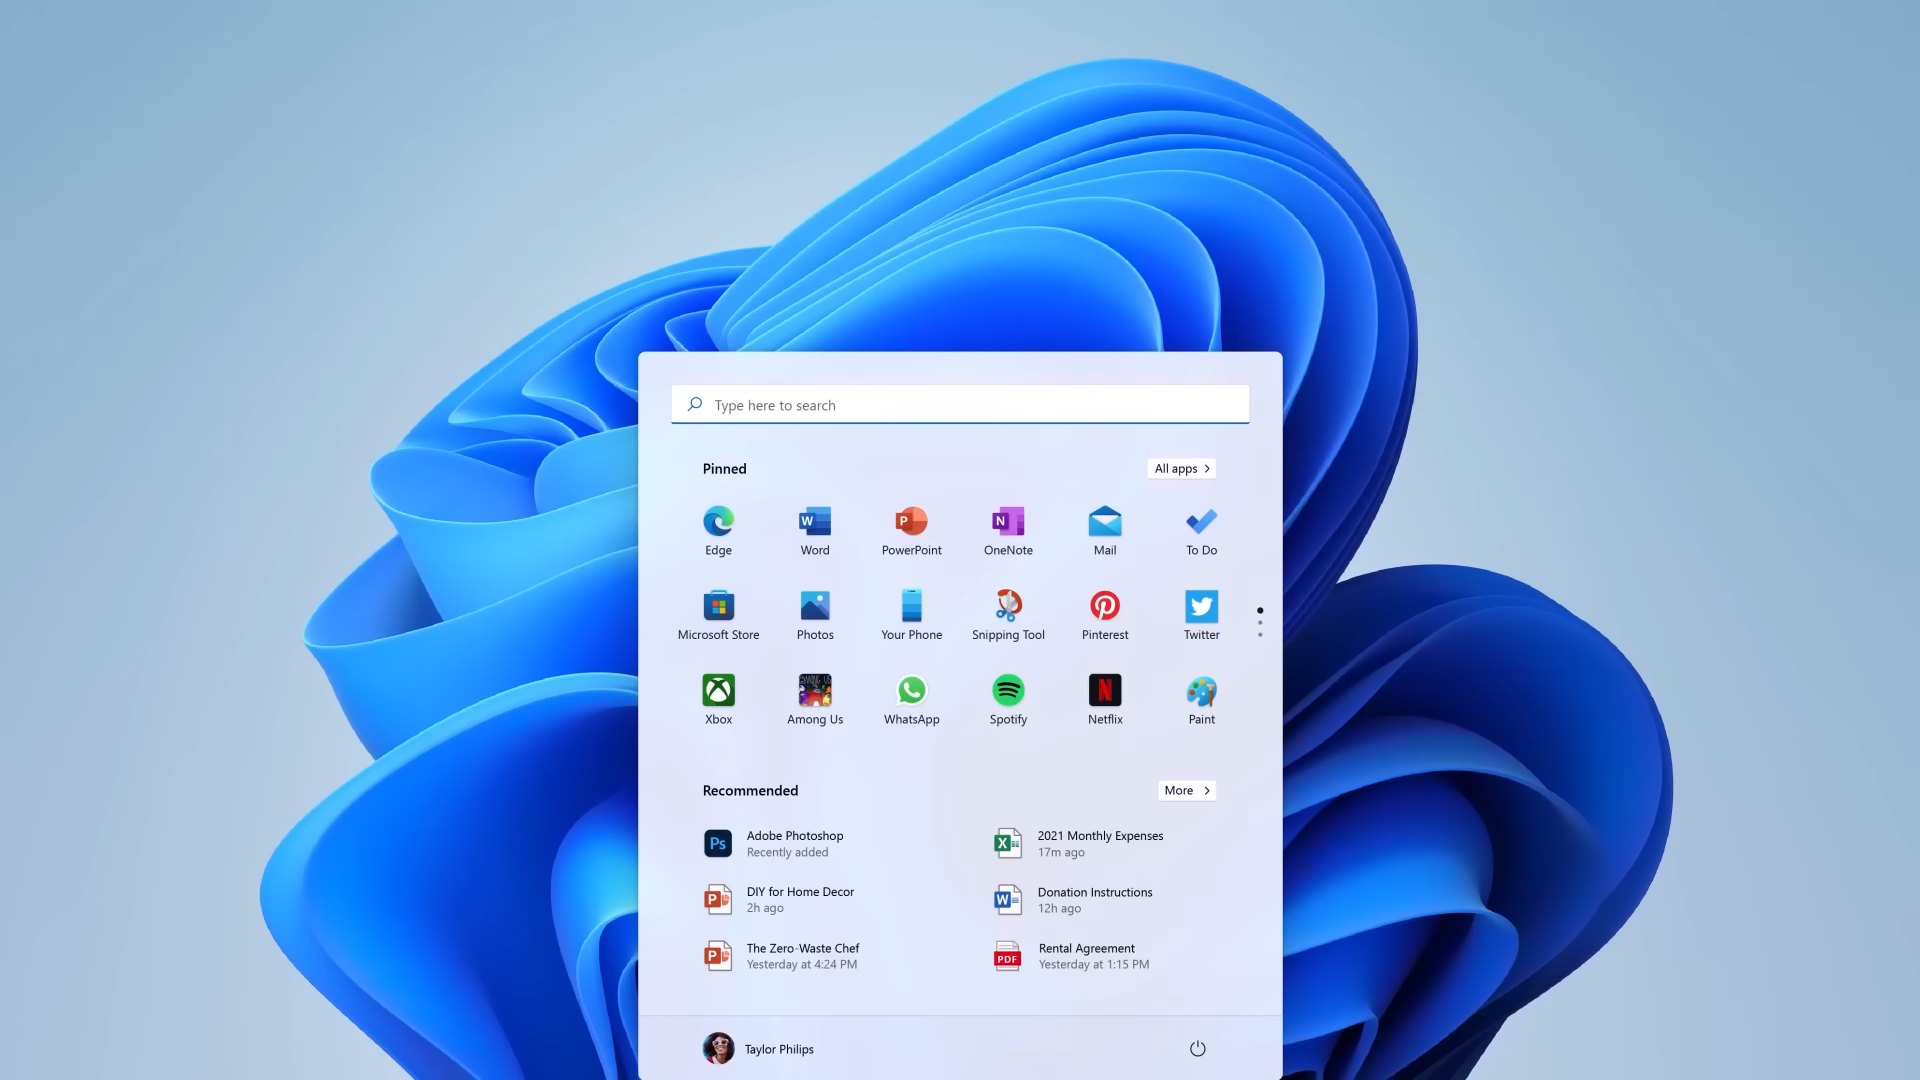 Type here to search
Pinned
All apps
Edge
Word
PowerPoint
OneNote
Mail
To Do
Microsoft Store
Photos
Your Phone
Snipping Tool
Pinterest
Twitter
Xbox
Among Us
WhatsApp
Spotify
Netflix
Paint
Recommended
More
Ps
Adobe Photoshop
Recently added
2021 Monthly Expenses
17m ago
DIY for Home Decor
2h ago
Donation Instructions
12h ago
The Zero-Waste Chef
Yesterday at 4:24 PM
PDF
Rental Agreement
Yesterday at 1:15 PM
Taylor Philips